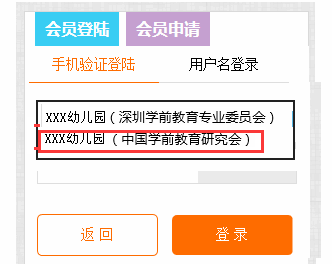 会员登陆 会员申请
手机验证登陆 用户名登录
XXX幼儿园（深圳学前教育专业委员会）
XXX幼儿园 （中国学前教育研究会）
返 回 登 录